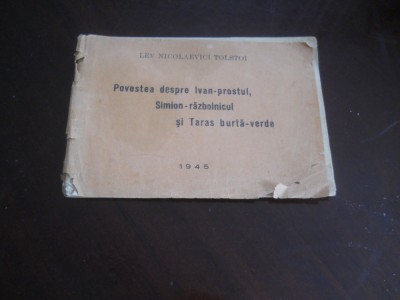 LEV NICOLAEVICI TOLSTOI
Povestea despre Ivan-prostul,
Simion-războinicul
și Taras burtă-verde
1945